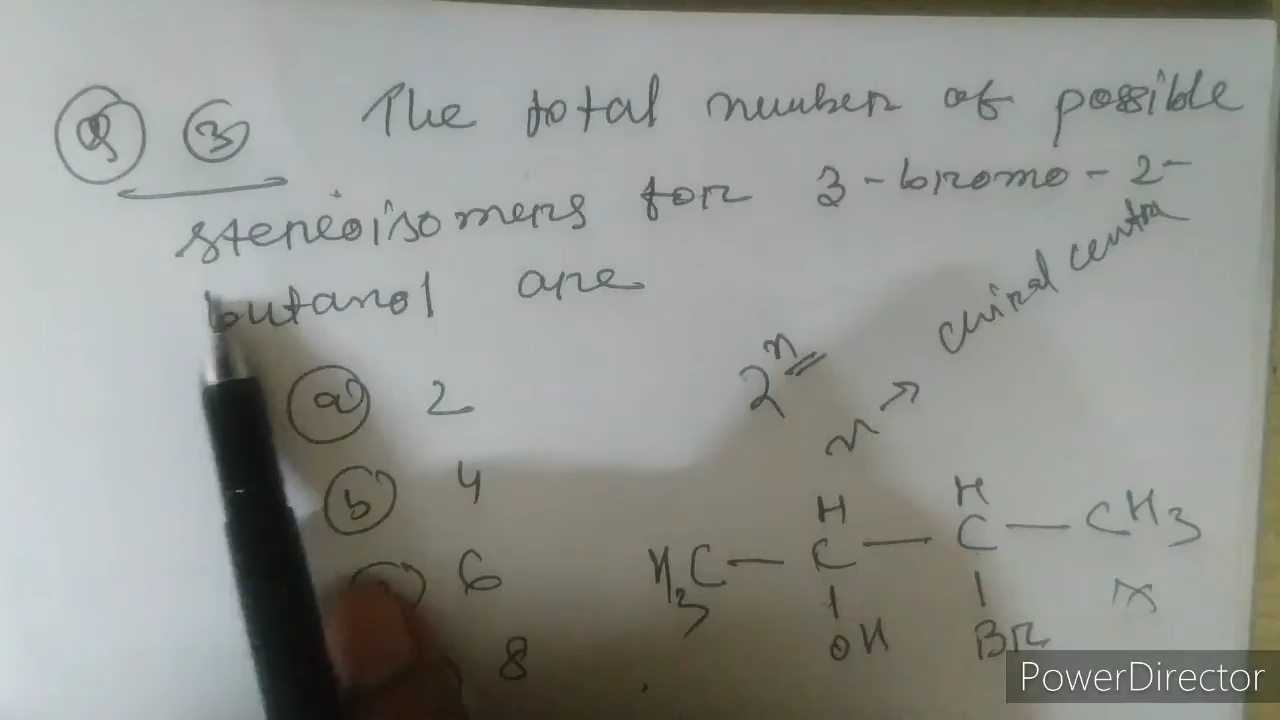 Q 3 The total number of possible
stereoisomers for 3-bromo-2-
butanol are
a 2
b 4
6
8
2ⁿ
n → chiral centra
H H
H₃C — C — C — CH₃
OH Br
PowerDirector